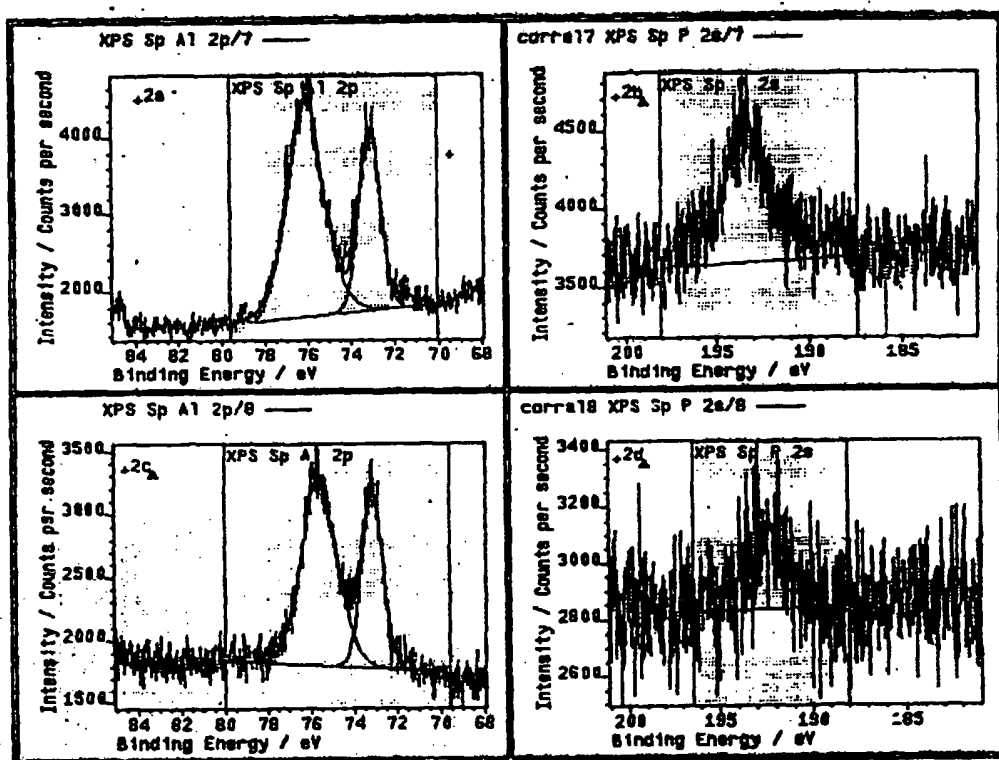 XPS Sp Al 2p/7
Intensity / Counts per second
+2a
XPS Sp Al 2p
4000
3000
2000
84 82 80 78 76 74 72 70 68
Binding Energy / eV
corral7 XPS Sp P 2s/7
Intensity / Counts per second
+2b
XPS Sp 2s
4500
4000
3500
200 195 190 185
Binding Energy / eV
XPS Sp Al 2p/8
Intensity / Counts per second
+2c
XPS Sp A 2p
3500
3000
2500
2000
1500
84 82 80 78 76 74 72 70 68
Binding Energy / eV
corral8 XPS Sp P 2s/8
Intensity / Counts per second
+2d
XPS Sp P 2s
3400
3200
3000
2800
2600
200 195 190 185
Binding Energy / eV